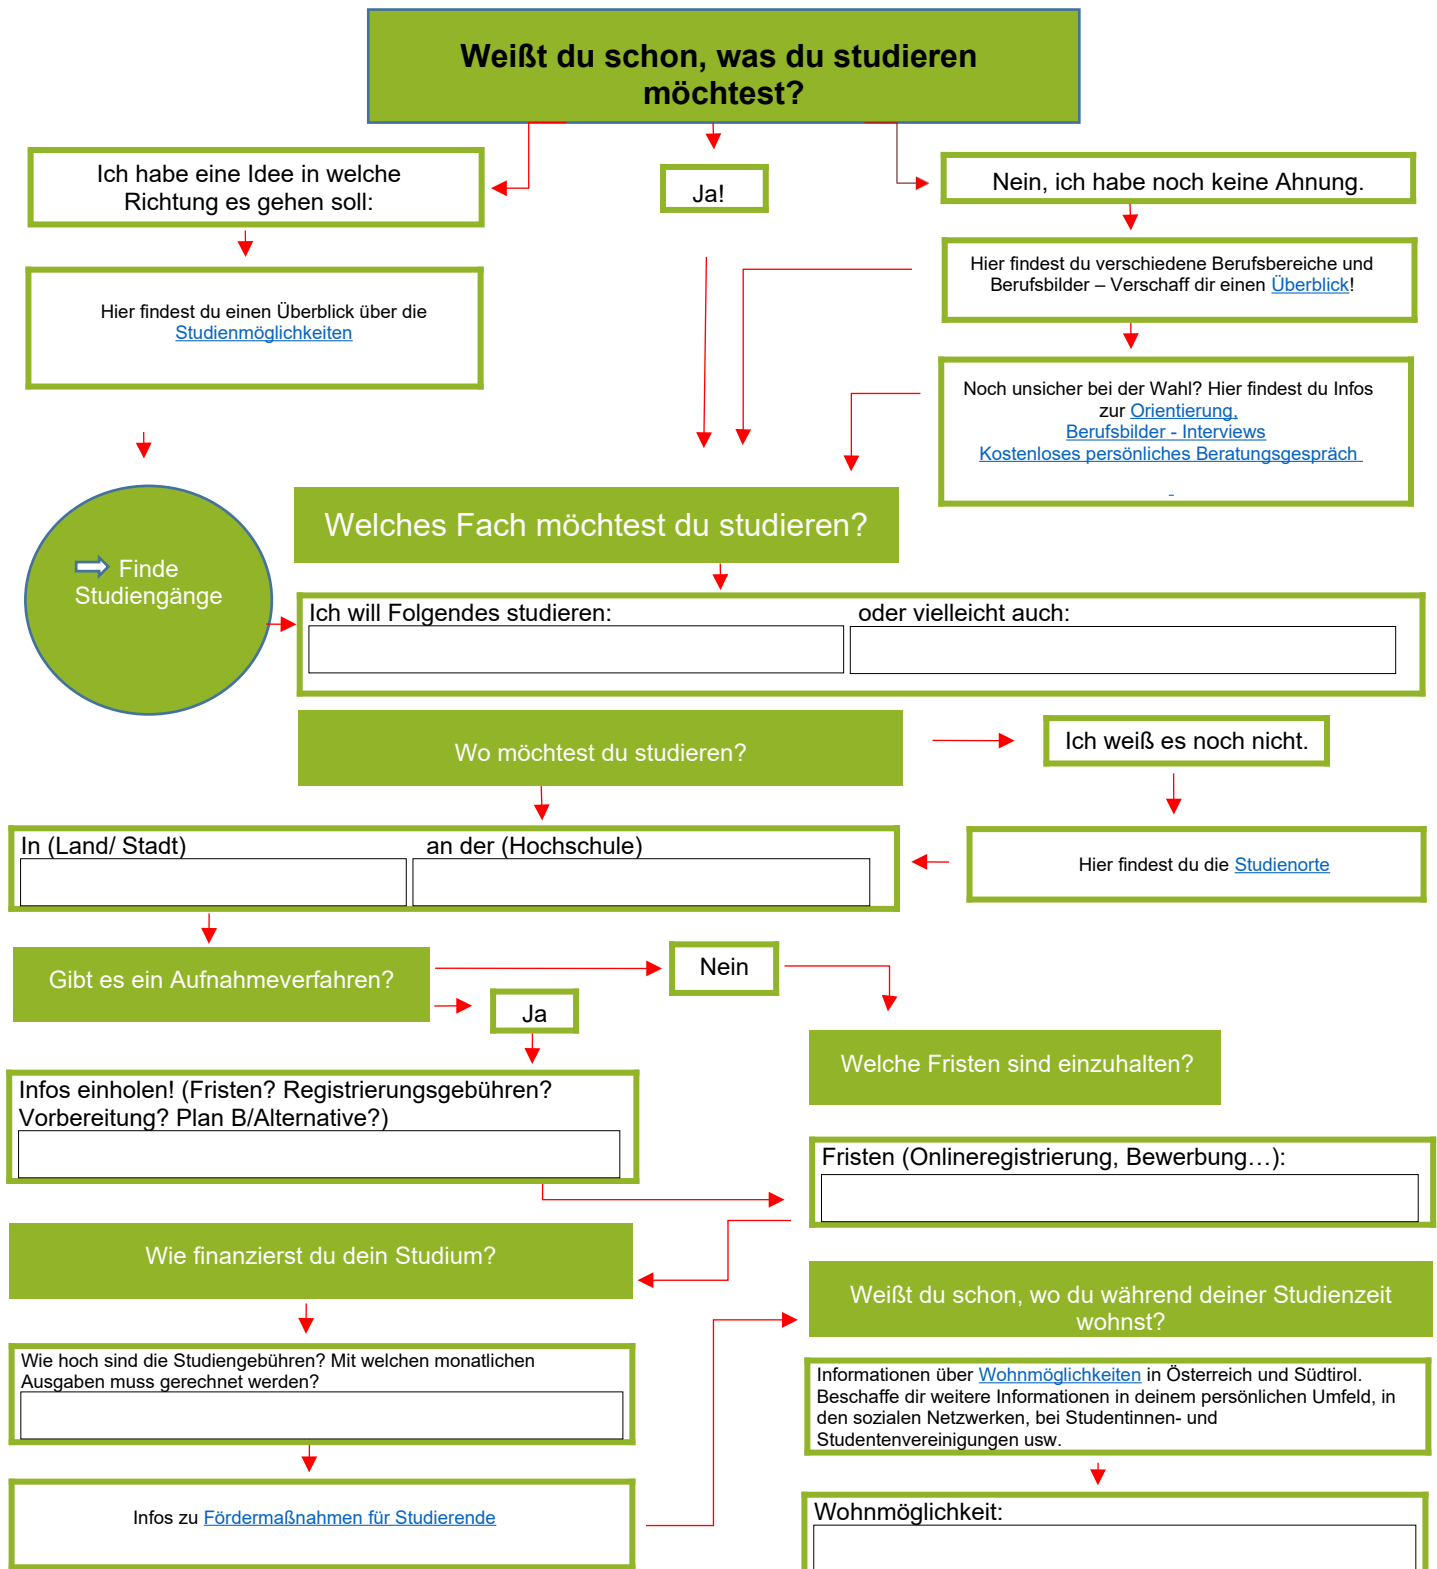 Weißt du schon, was du studieren
möchtest?
Ich habe eine Idee in welche
Richtung es gehen soll:
Ja!
Nein, ich habe noch keine Ahnung.
Hier findest du einen Überblick über die
Studienmöglichkeiten
Hier findest du verschiedene Berufsbereiche und
Berufsbilder – Verschaff dir einen Überblick!
Noch unsicher bei der Wahl? Hier findest du Infos
zur Orientierung,
Berufsbilder - Interviews
Kostenloses persönliches Beratungsgespräch
Finde
Studiengänge
Welches Fach möchtest du studieren?
Ich will Folgendes studieren:
oder vielleicht auch:
Wo möchtest du studieren?
Ich weiß es noch nicht.
In (Land/ Stadt)
an der (Hochschule)
Hier findest du die Studienorte
Gibt es ein Aufnahmeverfahren?
Nein
Ja
Welche Fristen sind einzuhalten?
Infos einholen! (Fristen? Registrierungsgebühren?
Vorbereitung? Plan B/Alternative?)
Fristen (Onlineregistrierung, Bewerbung…):
Wie finanzierst du dein Studium?
Weißt du schon, wo du während deiner Studienzeit
wohnst?
Wie hoch sind die Studiengebühren? Mit welchen monatlichen
Ausgaben muss gerechnet werden?
Informationen über Wohnmöglichkeiten in Österreich und Südtirol.
Beschaffe dir weitere Informationen in deinem persönlichen Umfeld, in
den sozialen Netzwerken, bei Studentinnen- und
Studentenvereinigungen usw.
Infos zu Fördermaßnahmen für Studierende
Wohnmöglichkeit: